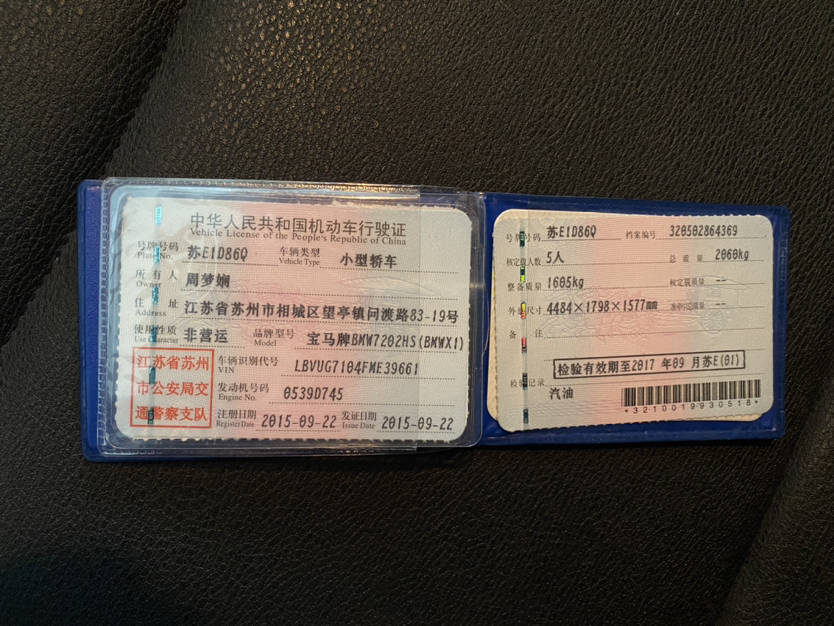 中华人民共和国机动车行驶证
Vehicle License of the People's Republic of China
号牌号码 苏E1D86Q 车辆类型 小型轿车
Plate No. Vehicle Type
所有人 周梦娴
Owner
住址 江苏省苏州市相城区望亭镇问渡路83-19号
Address
使用性质 非营运 品牌型号 宝马牌BMW7202HS(BMWX1)
Use Character Model
江苏省苏州
市公安局交
通警察支队
车辆识别代号 LBVUG7104FME39661
VIN
发动机号码 0539D745
Engine No.
注册日期 2015-09-22 发证日期 2015-09-22
Register Date Issue Date
号牌号码 苏E1D86Q 档案编号 320502864369
核定载人数 5人 总质量 2060kg
整备质量 1605kg 核定载质量 --
外廓尺寸 4484×1798×1577mm 准牵引总质量 --
备注
检验有效期至2017年09月苏E(01)
检验记录
汽油
*3210019930518*